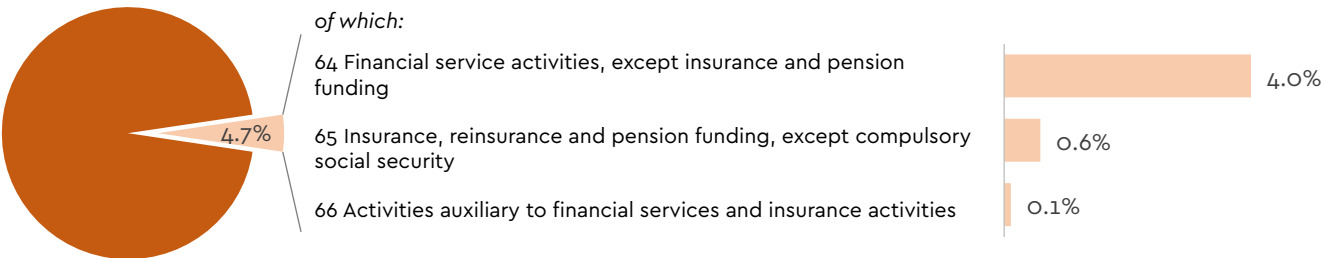 of which:
64 Financial service activities, except insurance and pension
funding
4.0%
4.7%
65 Insurance, reinsurance and pension funding, except compulsory
social security
0.6%
66 Activities auxiliary to financial services and insurance activities
0.1%